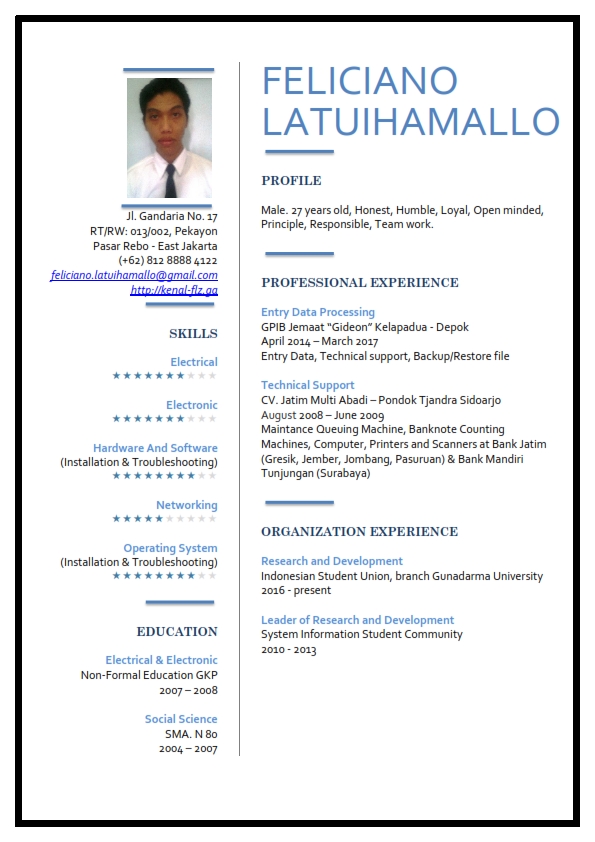 FELICIANO
LATUIHAMALLO
Jl. Gandaria No. 17
RT/RW: 013/002, Pekayon
Pasar Rebo - East Jakarta
(+62) 812 8888 4122
feliciano.latuihamallo@gmail.com
http://kenal-flz.ga
SKILLS
Electrical
★★★★★★★★★★
Electronic
★★★★★★★★★★
Hardware And Software
(Installation & Troubleshooting)
★★★★★★★★★★
Networking
★★★★★★★★★★
Operating System
(Installation & Troubleshooting)
★★★★★★★★★★
EDUCATION
Electrical & Electronic
Non-Formal Education GKP
2007 – 2008
Social Science
SMA. N 80
2004 – 2007
PROFILE
Male. 27 years old, Honest, Humble, Loyal, Open minded,
Principle, Responsible, Team work.
PROFESSIONAL EXPERIENCE
Entry Data Processing
GPIB Jemaat “Gideon” Kelapadua - Depok
April 2014 – March 2017
Entry Data, Technical support, Backup/Restore file
Technical Support
CV. Jatim Multi Abadi – Pondok Tjandra Sidoarjo
August 2008 – June 2009
Maintance Queuing Machine, Banknote Counting
Machines, Computer, Printers and Scanners at Bank Jatim
(Gresik, Jember, Jombang, Pasuruan) & Bank Mandiri
Tunjungan (Surabaya)
ORGANIZATION EXPERIENCE
Research and Development
Indonesian Student Union, branch Gunadarma University
2016 - present
Leader of Research and Development
System Information Student Community
2010 - 2013